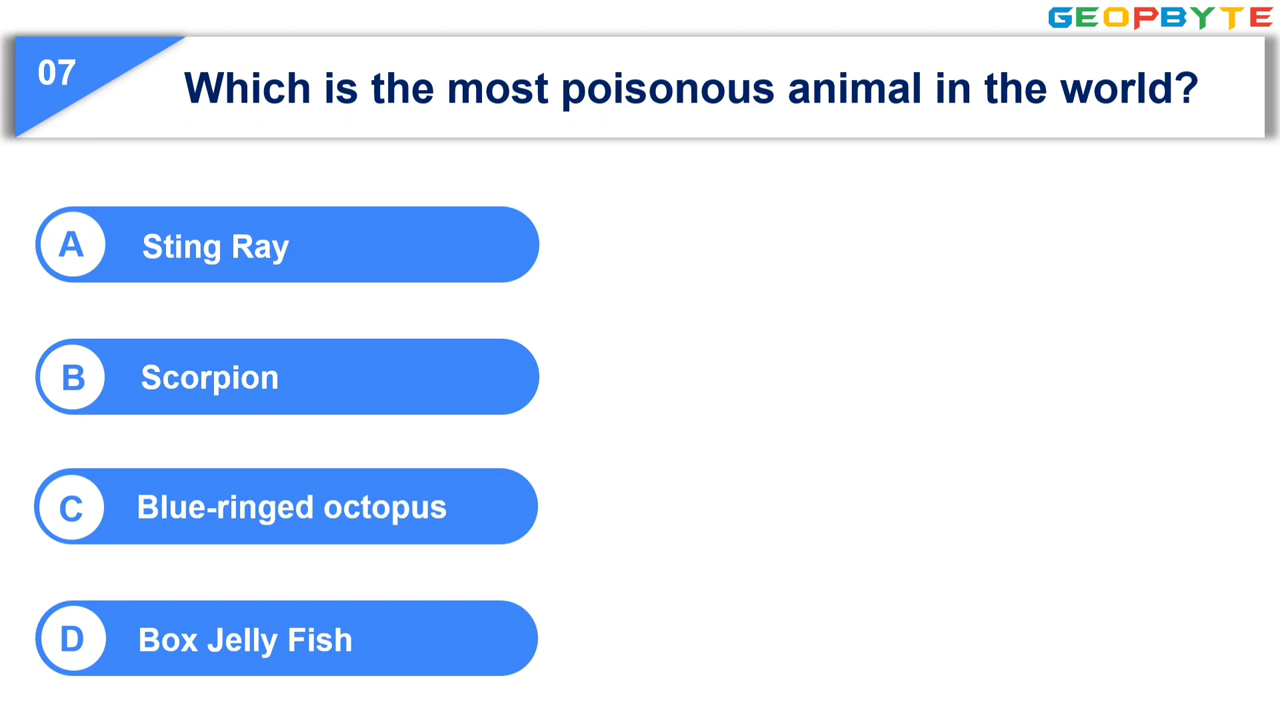 GEOPBYTE
07
Which is the most poisonous animal in the world?
A Sting Ray
B Scorpion
C Blue-ringed octopus
D Box Jelly Fish